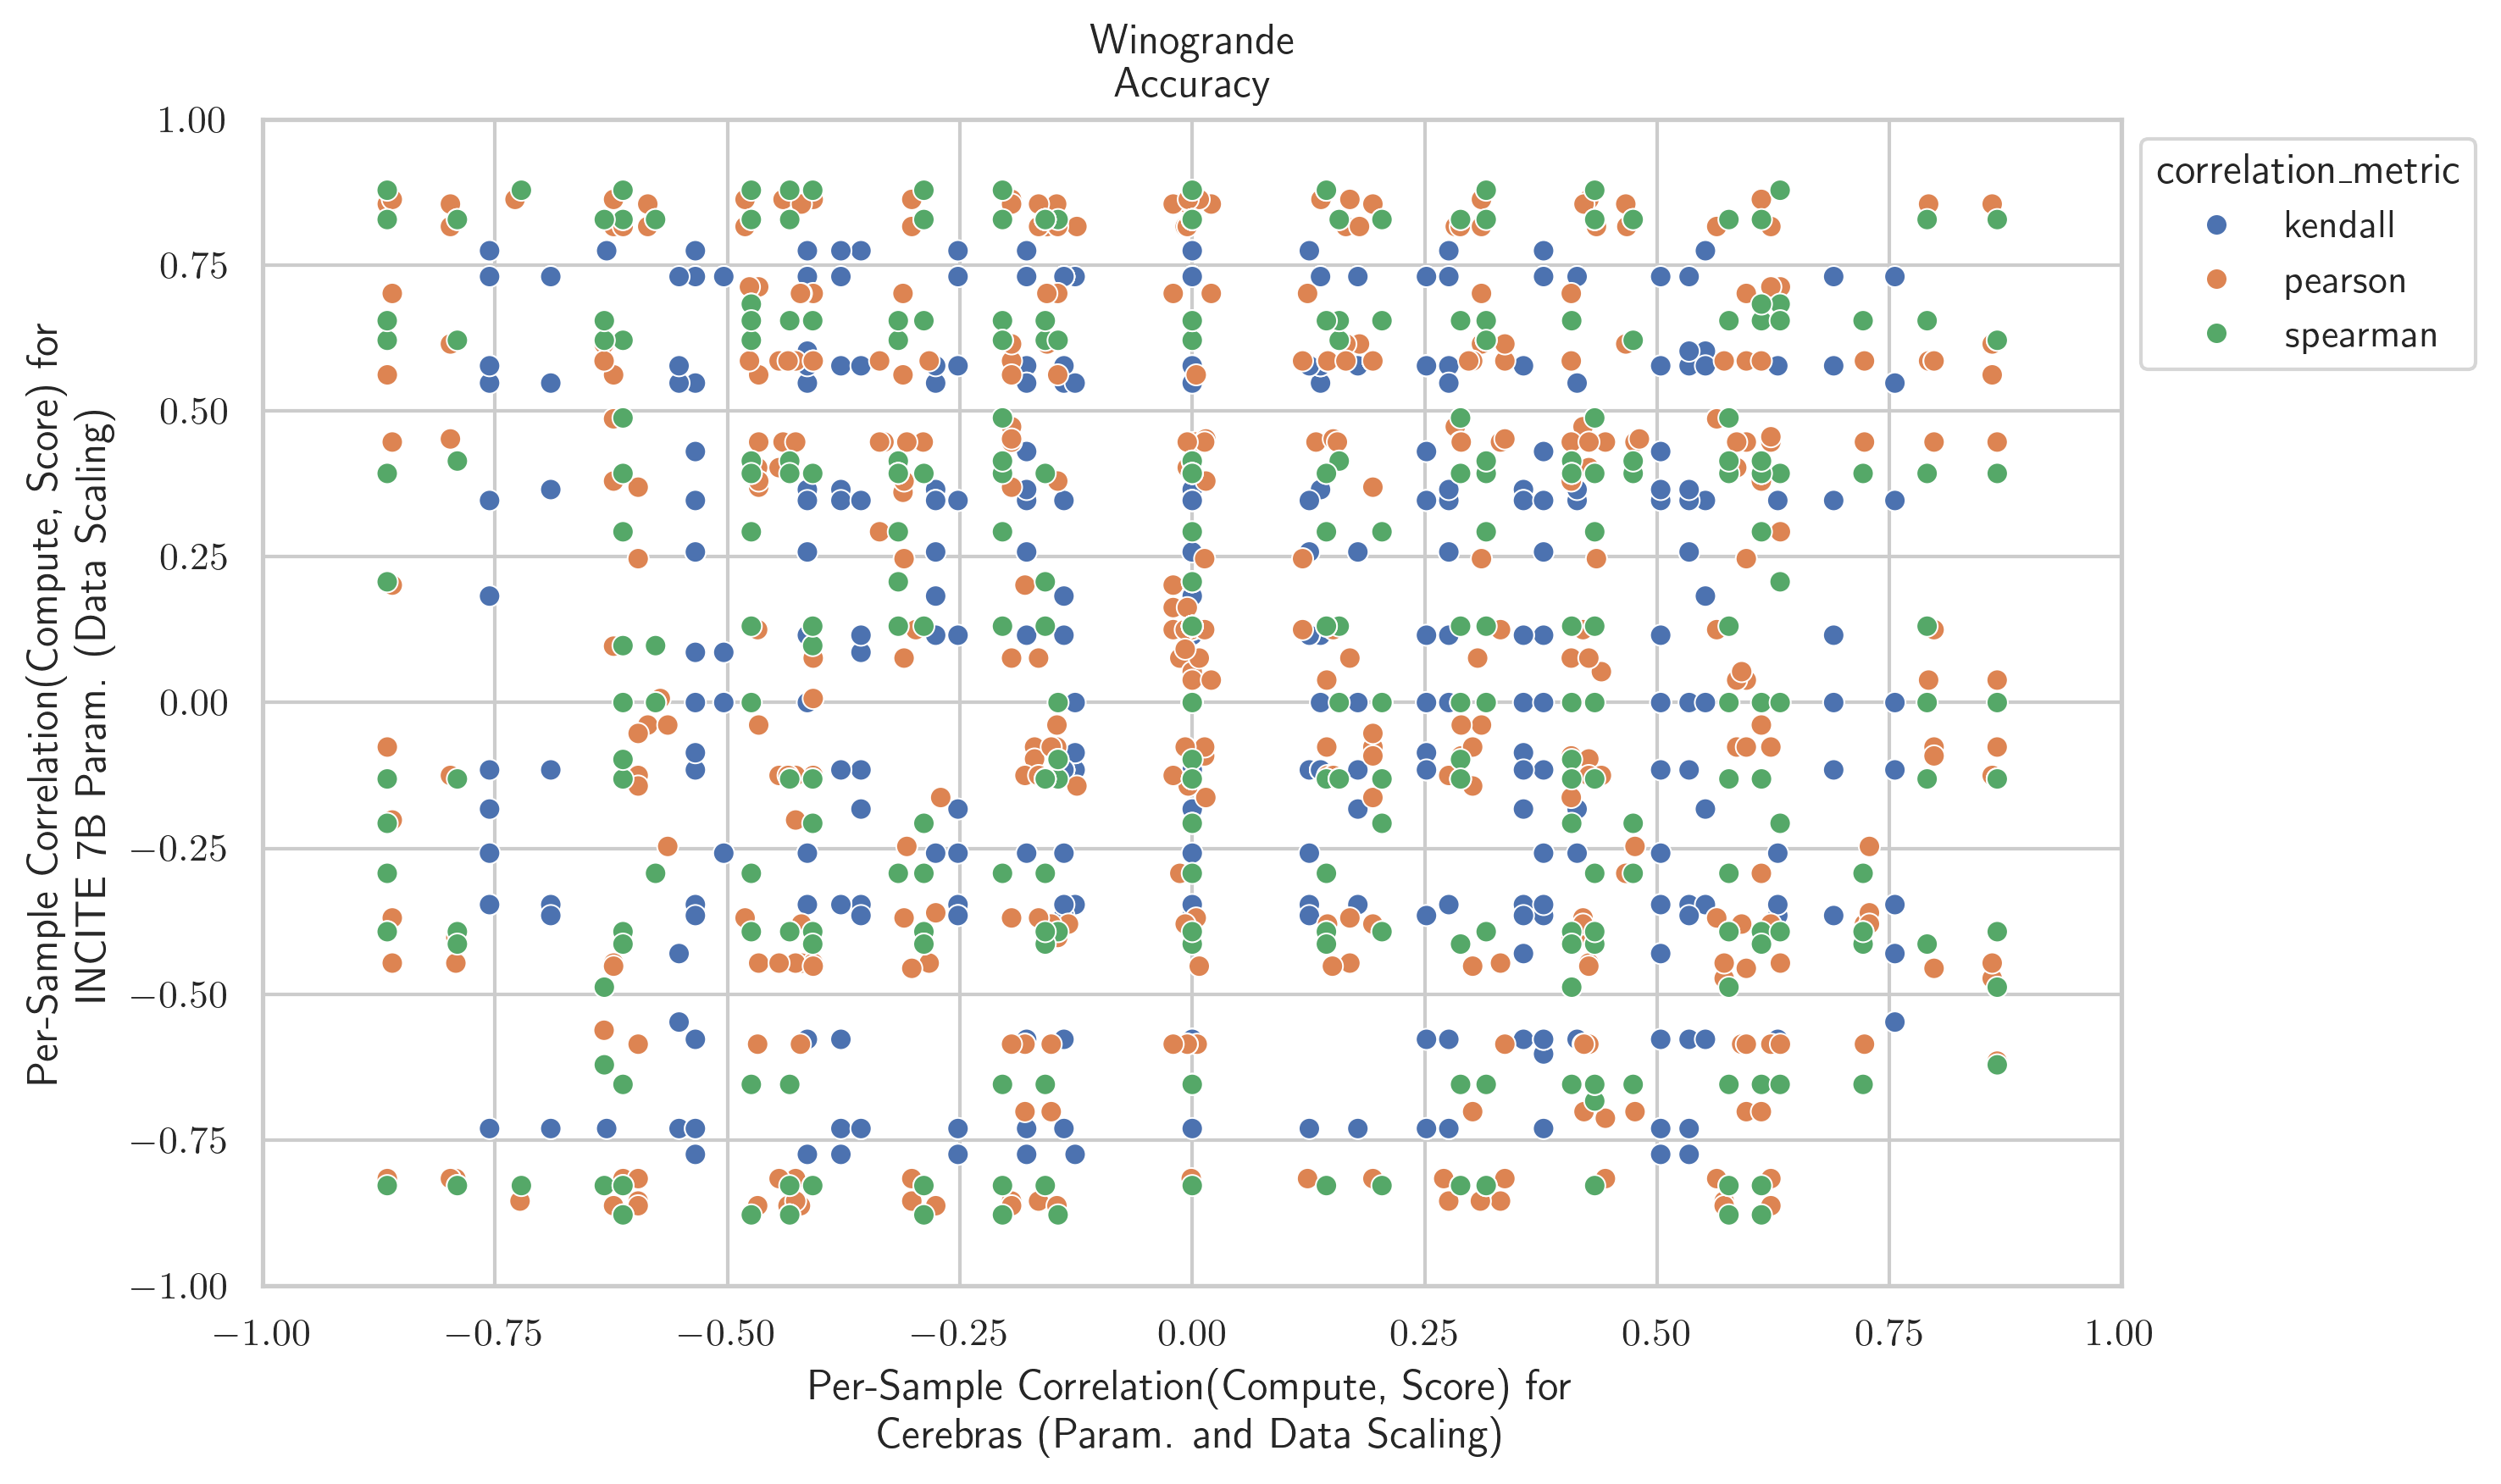 Winogrande
Accuracy
Per-Sample Correlation(Compute, Score) for
INCITE 7B Param. (Data Scaling)
1.00
0.75
0.50
0.25
0.00
−0.25
−0.50
−0.75
−1.00
−1.00
−0.75
−0.50
−0.25
0.00
0.25
0.50
0.75
1.00
Per-Sample Correlation(Compute, Score) for
Cerebras (Param. and Data Scaling)
correlation_metric
kendall
pearson
spearman